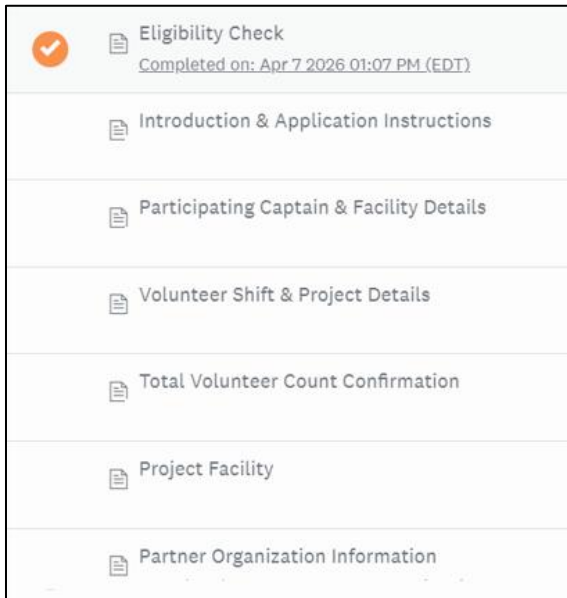 Eligibility Check
Completed on: Apr 7 2026 01:07 PM (EDT)
Introduction & Application Instructions
Participating Captain & Facility Details
Volunteer Shift & Project Details
Total Volunteer Count Confirmation
Project Facility
Partner Organization Information